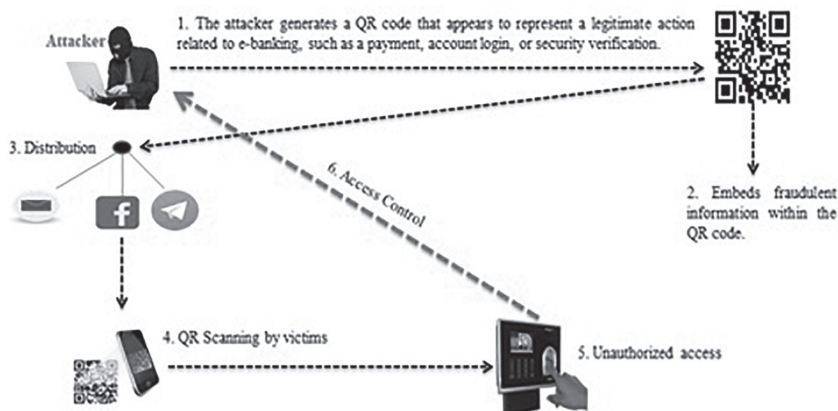 1. The attacker generates a QR code that appears to represent a legitimate action
related to e-banking, such as a payment, account login, or security verification.
Attacker
3. Distribution
f
6. Access Control
2. Embeds fraudulent
information within the
QR code.
4. QR Scanning by victims
5. Unauthorized access